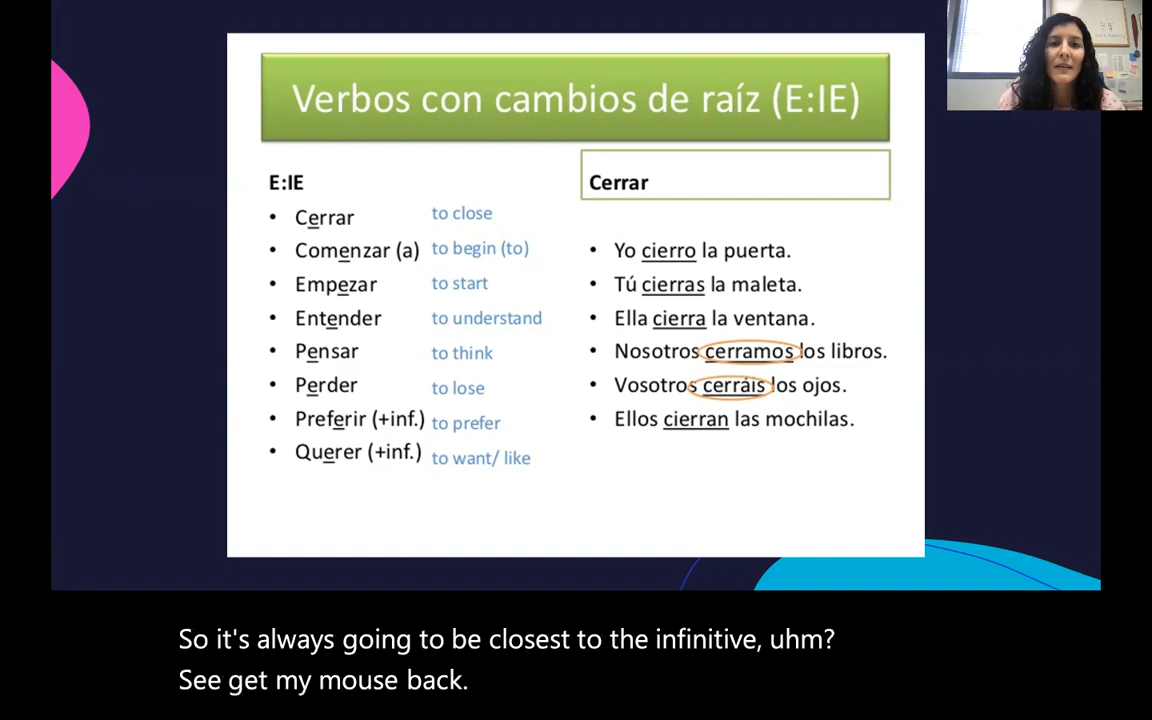 Verbos con cambios de raíz (E:IE)
E:IE
• Cerrar to close
• Comenzar (a) to begin (to)
• Empezar to start
• Entender to understand
• Pensar to think
• Perder to lose
• Preferir (+inf.) to prefer
• Querer (+inf.) to want/ like
Cerrar
• Yo cierro la puerta.
• Tú cierras la maleta.
• Ella cierra la ventana.
• Nosotros cerramos los libros.
• Vosotros cerráis los ojos.
• Ellos cierran las mochilas.
So it's always going to be closest to the infinitive, uhm?
See get my mouse back.